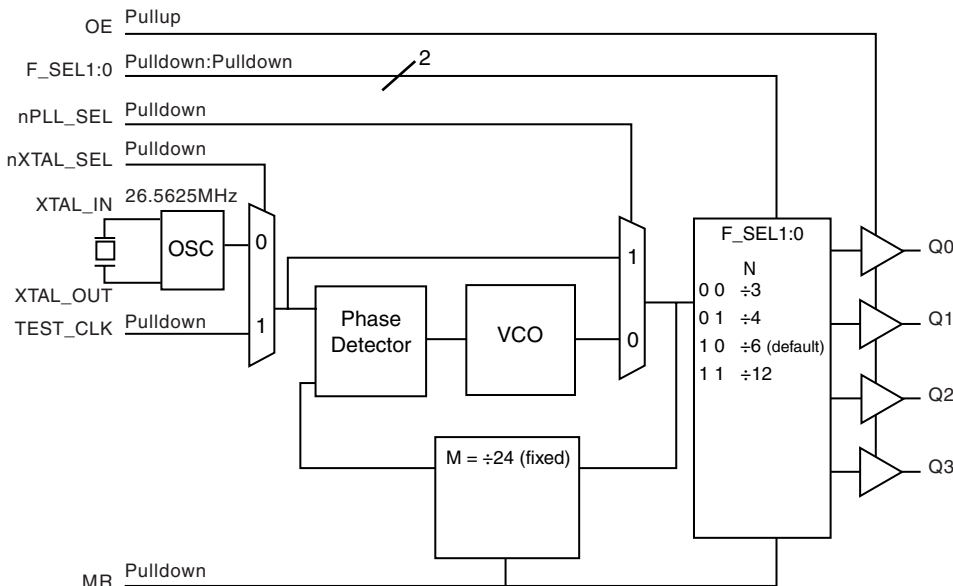 OE Pullup
F_SEL1:0 Pulldown:Pulldown 2
nPLL_SEL Pulldown
nXTAL_SEL Pulldown
XTAL_IN 26.5625MHz
OSC
XTAL_OUT
TEST_CLK Pulldown
0
1
Phase
Detector
VCO
1
0
M = ÷24 (fixed)
F_SEL1:0
N
0 0 ÷3
0 1 ÷4
1 0 ÷6 (default)
1 1 ÷12
Q0
Q1
Q2
Q3
MR Pulldown